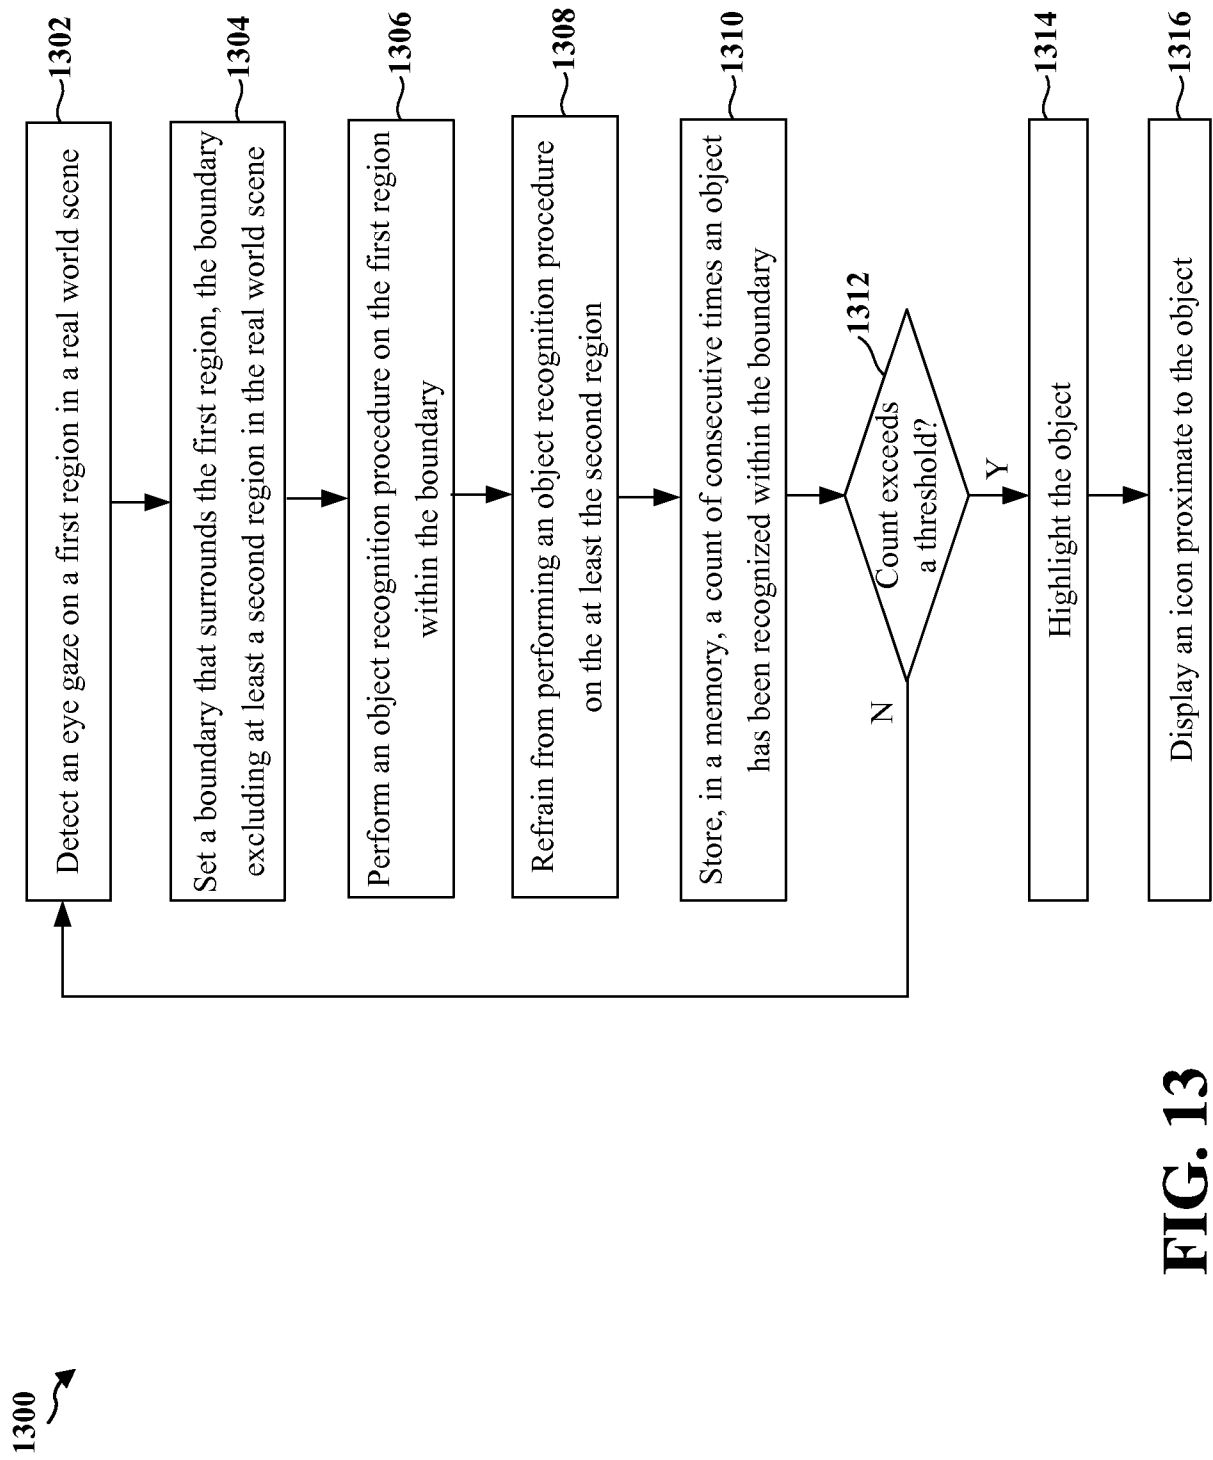 1300
Detect an eye gaze on a first region in a real world scene
1302
Set a boundary that surrounds the first region, the boundary
excluding at least a second region in the real world scene
1304
Perform an object recognition procedure on the first region
within the boundary
1306
Refrain from performing an object recognition procedure
on the at least the second region
1308
Store, in a memory, a count of consecutive times an object
has been recognized within the boundary
1310
Count exceeds
a threshold?
1312
N
Y
Highlight the object
1314
Display an icon proximate to the object
1316
FIG. 13